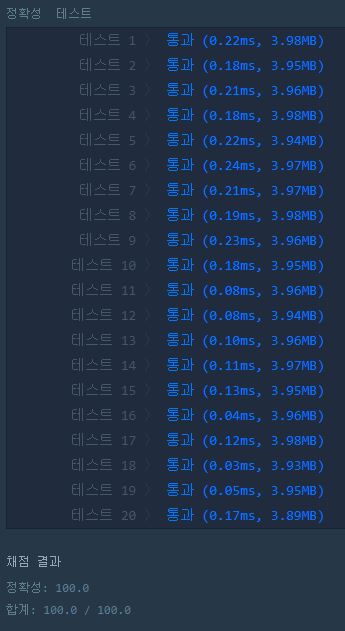 정확성 테스트
테스트 1 〉 통과 (0.22ms, 3.98MB)
테스트 2 〉 통과 (0.18ms, 3.95MB)
테스트 3 〉 통과 (0.21ms, 3.96MB)
테스트 4 〉 통과 (0.18ms, 3.98MB)
테스트 5 〉 통과 (0.22ms, 3.94MB)
테스트 6 〉 통과 (0.24ms, 3.97MB)
테스트 7 〉 통과 (0.21ms, 3.97MB)
테스트 8 〉 통과 (0.19ms, 3.98MB)
테스트 9 〉 통과 (0.23ms, 3.96MB)
테스트 10 〉 통과 (0.18ms, 3.95MB)
테스트 11 〉 통과 (0.08ms, 3.96MB)
테스트 12 〉 통과 (0.08ms, 3.94MB)
테스트 13 〉 통과 (0.10ms, 3.96MB)
테스트 14 〉 통과 (0.11ms, 3.97MB)
테스트 15 〉 통과 (0.13ms, 3.95MB)
테스트 16 〉 통과 (0.04ms, 3.96MB)
테스트 17 〉 통과 (0.12ms, 3.98MB)
테스트 18 〉 통과 (0.03ms, 3.93MB)
테스트 19 〉 통과 (0.05ms, 3.95MB)
테스트 20 〉 통과 (0.17ms, 3.89MB)
채점 결과
정확성: 100.0
합계: 100.0 / 100.0